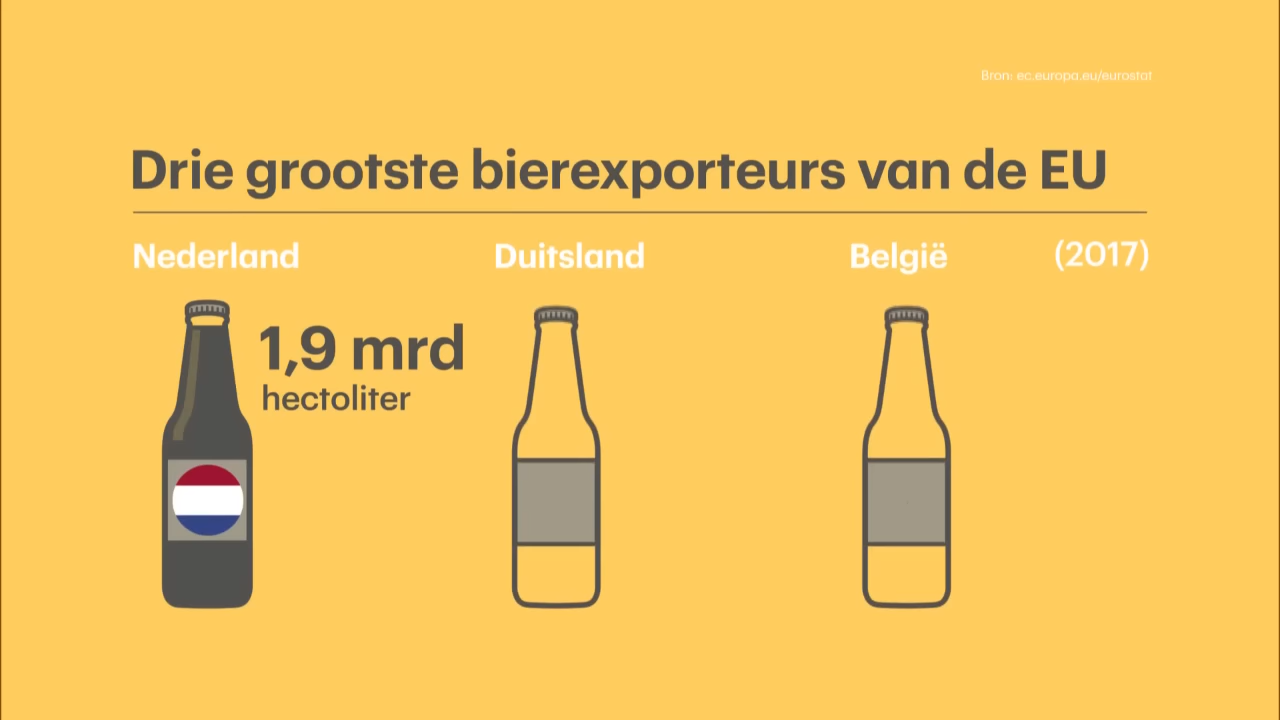 Bron: ec.europa.eu/eurostat
Drie grootste bierexporteurs van de EU
Nederland Duitsland België (2017)
1,9 mrd
hectoliter